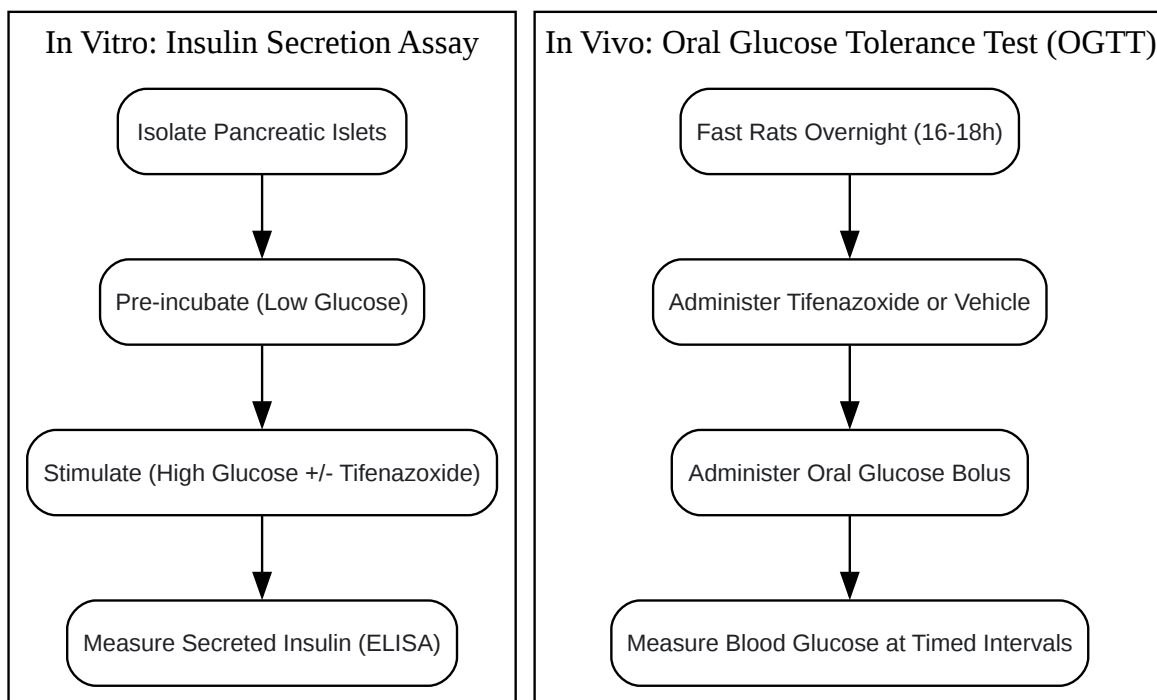 In Vitro: Insulin Secretion Assay
Isolate Pancreatic Islets
Pre-incubate (Low Glucose)
Stimulate (High Glucose +/- Tifenazoxide)
Measure Secreted Insulin (ELISA)
In Vivo: Oral Glucose Tolerance Test (OGTT)
Fast Rats Overnight (16-18h)
Administer Tifenazoxide or Vehicle
Administer Oral Glucose Bolus
Measure Blood Glucose at Timed Intervals